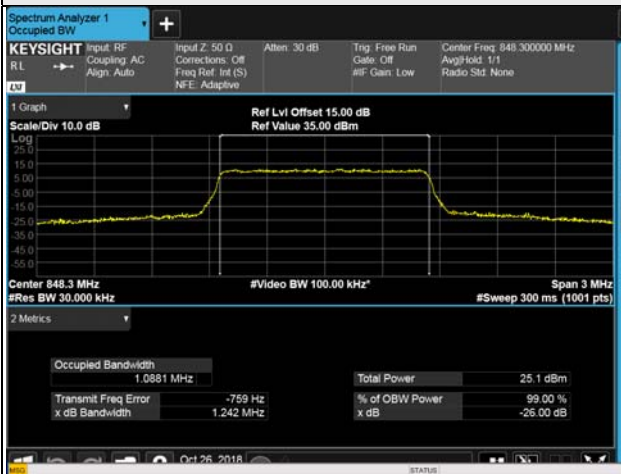 Spectrum Analyzer 1
Occupied BW
+
KEYSIGHT Input: RF Input Z: 50 Ω Atten: 30 dB Trig: Free Run Center Freq: 848.300000 MHz
RL Coupling: AC Corrections: Off Gate: Off Avg|Hold: 1/1
Align: Auto Freq Ref: Int (S) #IF Gain: Low Radio Std: None
LXI NFE: Adaptive
1 Graph
Ref Lvl Offset 15.00 dB
Scale/Div 10.0 dB Ref Value 35.00 dBm
Log
25.0
15.0
5.00
-5.00
-15.0
-25.0
-35.0
-45.0
-55.0
Center 848.3 MHz #Video BW 100.00 kHz* Span 3 MHz
#Res BW 30.000 kHz #Sweep 300 ms (1001 pts)
2 Metrics
Occupied Bandwidth
1.0881 MHz Total Power 25.1 dBm
Transmit Freq Error -759 Hz % of OBW Power 99.00 %
x dB Bandwidth 1.242 MHz x dB -26.00 dB
Oct 26, 2018
MSG STATUS